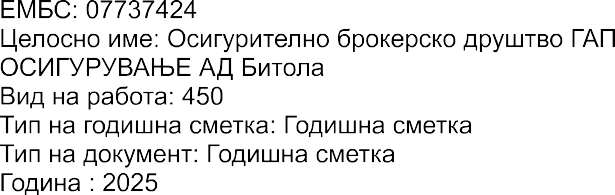 ЕМБС: 07737424
Целосно име: Осигурително брокерско друштво ГАП
ОСИГУРУВАЊЕ АД Битола
Вид на работа: 450
Тип на годишна сметка: Годишна сметка
Тип на документ: Годишна сметка
Година : 2025